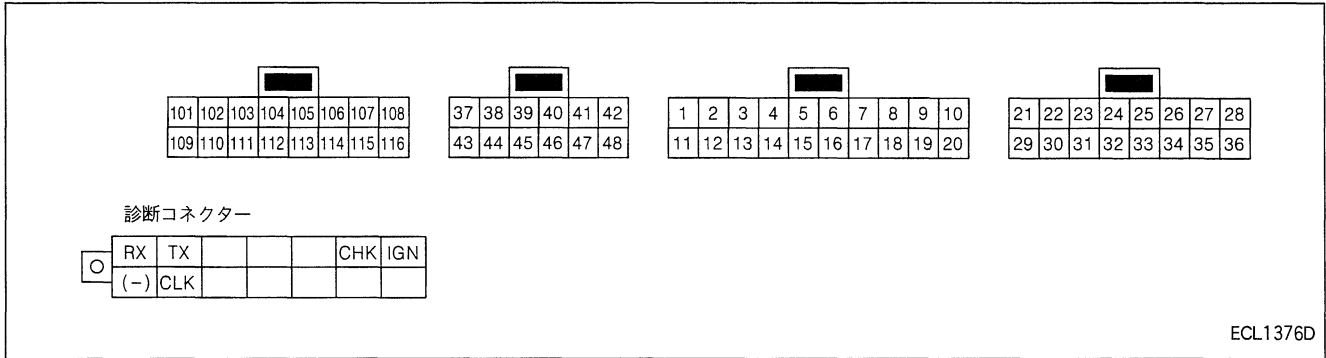 101 102 103 104 105 106 107 108 37 38 39 40 41 42 1 2 3 4 5 6 7 8 9 10 21 22 23 24 25 26 27 28
109 110 111 112 113 114 115 116 43 44 45 46 47 48 11 12 13 14 15 16 17 18 19 20 29 30 31 32 33 34 35 36
診断コネクター
RX TX CHK IGN
(-) CLK
ECL1376D